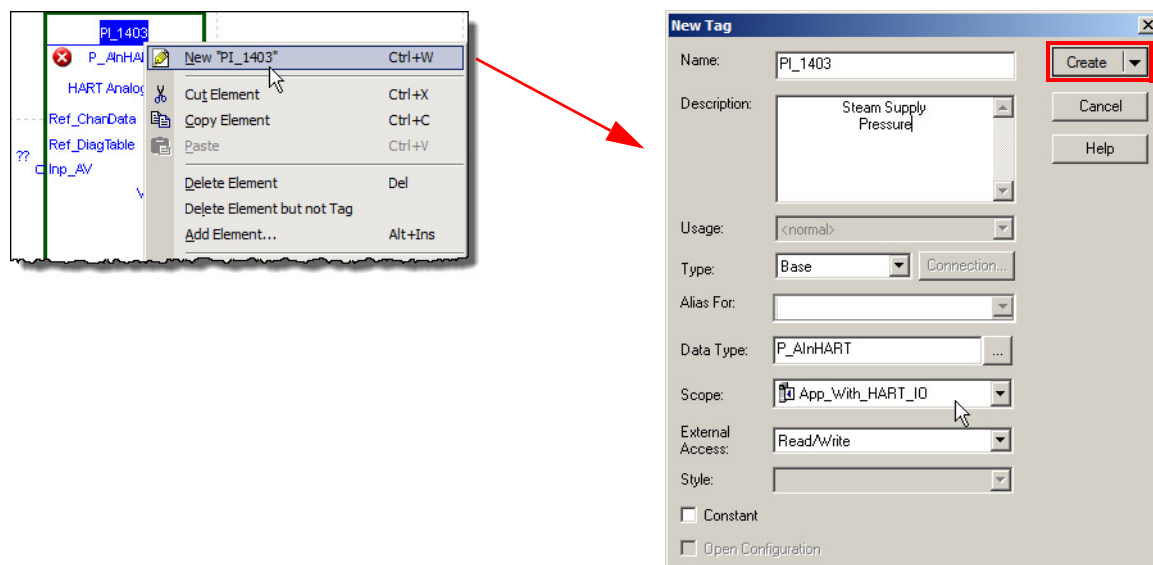 PI_1403
P_AInHA
New "PI_1403" Ctrl+W
HART Analog
Cut Element Ctrl+X
Ref_ChanData
Copy Element Ctrl+C
Ref_DiagTable
Paste Ctrl+V
??
Inp_AV
Delete Element Del
Delete Element but not Tag
Add Element... Alt+Ins
New Tag
Name: PI_1403
Create
Description: Steam Supply
Pressure
Cancel
Help
Usage: <normal>
Type: Base Connection...
Alias For:
Data Type: P_AInHART ...
Scope: App_With_HART_IO
External
Access: Read/Write
Style:
Constant
Open Configuration